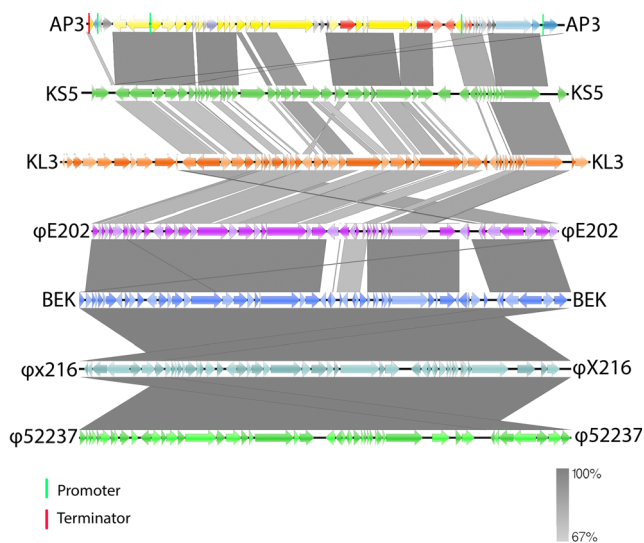 AP3 AP3
KS5 KS5
KL3 KL3
φE202 φE202
BEK BEK
φx216 φX216
φ52237 φ52237
Promoter
Terminator
100%
67%